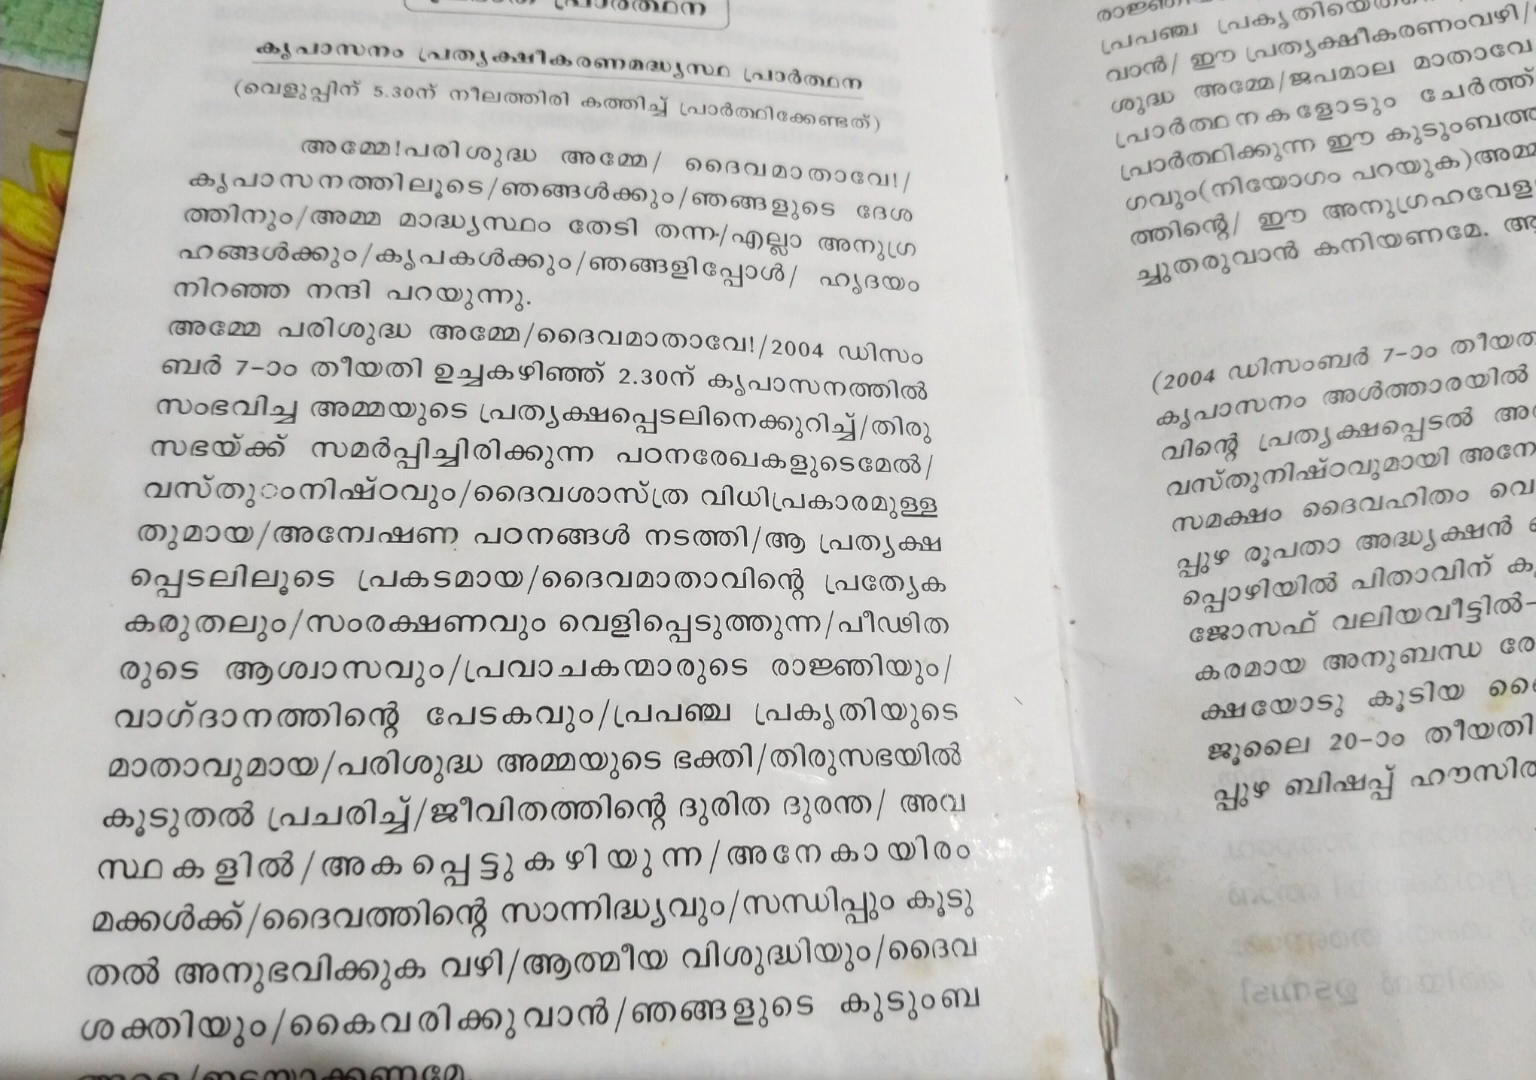 പ്രാർത്ഥന
കൃപാസനം പ്രത്യക്ഷീകരണമദ്ധ്യസ്ഥ പ്രാർത്ഥന
(വെളുപ്പിന് 5.30ന് നീലത്തിരി കത്തിച്ച് പ്രാർത്ഥിക്കേണ്ടത്)
അമ്മേ!പരിശുദ്ധ അമ്മേ/ ദൈവമാതാവേ!/
കൃപാസനത്തിലൂടെ/ഞങ്ങൾക്കും/ഞങ്ങളുടെ ദേശ
ത്തിനും/അമ്മ മാദ്ധ്യസ്ഥം തേടി തന്ന/എല്ലാ അനുഗ്ര
ഹങ്ങൾക്കും/കൃപകൾക്കും/ഞങ്ങളിപ്പോൾ/ ഹൃദയം
നിറഞ്ഞ നന്ദി പറയുന്നു.
അമ്മേ പരിശുദ്ധ അമ്മേ/ദൈവമാതാവേ!/2004 ഡിസം
ബർ 7-ാം തീയതി ഉച്ചകഴിഞ്ഞ് 2.30ന് കൃപാസനത്തിൽ
സംഭവിച്ച അമ്മയുടെ പ്രത്യക്ഷപ്പെടലിനെക്കുറിച്ച്/തിരു
സഭയ്ക്ക് സമർപ്പിച്ചിരിക്കുന്ന പഠനരേഖകളുടെമേൽ/
വസ്തുംനിഷ്ഠവും/ദൈവശാസ്ത്ര വിധിപ്രകാരമുള്ള
തുമായ/അന്വേഷണ പഠനങ്ങൾ നടത്തി/ആ പ്രത്യക്ഷ
പ്പെടലിലൂടെ പ്രകടമായ/ദൈവമാതാവിന്റെ പ്രത്യേക
കരുതലും/സംരക്ഷണവും വെളിപ്പെടുത്തുന്ന/പീഢിത
രുടെ ആശ്വാസവും/പ്രവാചകന്മാരുടെ രാജ്ഞിയും/
വാഗ്ദാനത്തിന്റെ പേടകവും/പ്രപഞ്ച പ്രകൃതിയുടെ
മാതാവുമായ/പരിശുദ്ധ അമ്മയുടെ ഭക്തി/തിരുസഭയിൽ
കൂടുതൽ പ്രചരിച്ച്/ജീവിതത്തിന്റെ ദുരിത ദുരന്ത/ അവ
സ്ഥകളിൽ/അകപ്പെട്ടുകഴിയുന്ന/അനേകായിരം
മക്കൾക്ക്/ദൈവത്തിന്റെ സാന്നിദ്ധ്യവും/സന്ധിപ്പും കൂടു
തൽ അനുഭവിക്കുക വഴി/ആത്മീയ വിശുദ്ധിയും/ദൈവ
ശക്തിയും/കൈവരിക്കുവാൻ/ഞങ്ങളുടെ കുടുംബ
/ഇടയാക്കണമേ.
പ്രപഞ്ച
വാൻ/ ഈ പ്രത്യക്ഷീകരണംവഴി/
ശുദ്ധ അമ്മേ/ജപമാല മാതാവേ
പ്രാർത്ഥനകളോടും ചേർത്ത്
പ്രാർത്ഥിക്കുന്ന ഈ കുടുംബത്ത
ഗവും(നിയോഗം പറയുക)അമ്മ
ത്തിന്റെ/ ഈ അനുഗ്രഹവേള
ച്ചുതരുവാൻ കനിയണമേ. ആ
(2004 ഡിസംബർ 7-ാം തീയത
കൃപാസനം അൾത്താരയിൽ
വിന്റെ പ്രത്യക്ഷപ്പെടൽ
വസ്തുനിഷ്ഠവുമായി അനേ
സമക്ഷം ദൈവഹിതം വെ
പ്പുഴ രൂപതാ അദ്ധ്യക്ഷൻ
പ്പൊഴിയിൽ പിതാവിന്
ജോസഫ് വലിയവീട്ടിൽ-
കരമായ അനുബന്ധ രേ
ക്ഷയോടു കൂടിയ
ജൂലൈ 20-ാം തീയതി
പ്പുഴ ബിഷപ്പ് ഹൗസിൽ